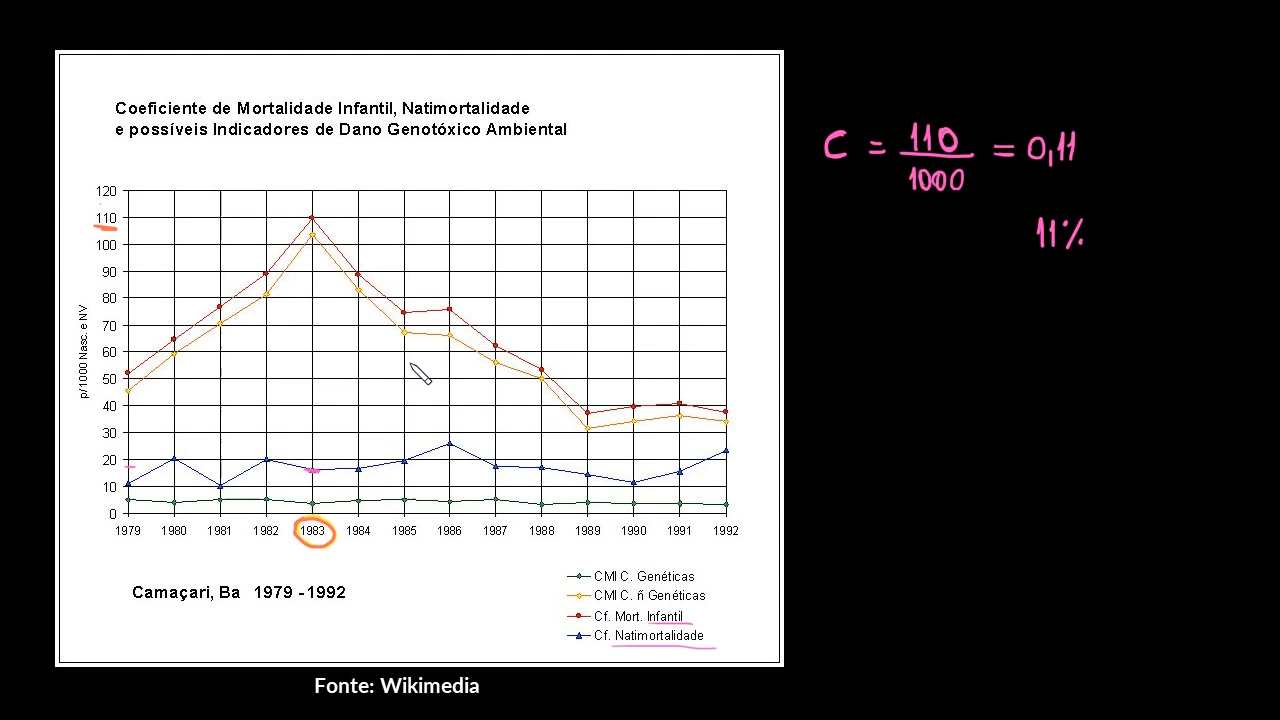 Coeficiente de Mortalidade Infantil, Natimortalidade
e possíveis Indicadores de Dano Genotóxico Ambiental
p/1000 Nasc. e NV
120
110
100
90
80
70
60
50
40
30
20
10
0
1979 1980 1981 1982 1983 1984 1985 1986 1987 1988 1989 1990 1991 1992
Camaçari, Ba 1979 - 1992
CMI C. Genéticas
CMI C. ñ Genéticas
Cf. Mort. Infantil
Cf. Natimortalidade
Fonte: Wikimedia
C = 110/1000 = 0,11
11%